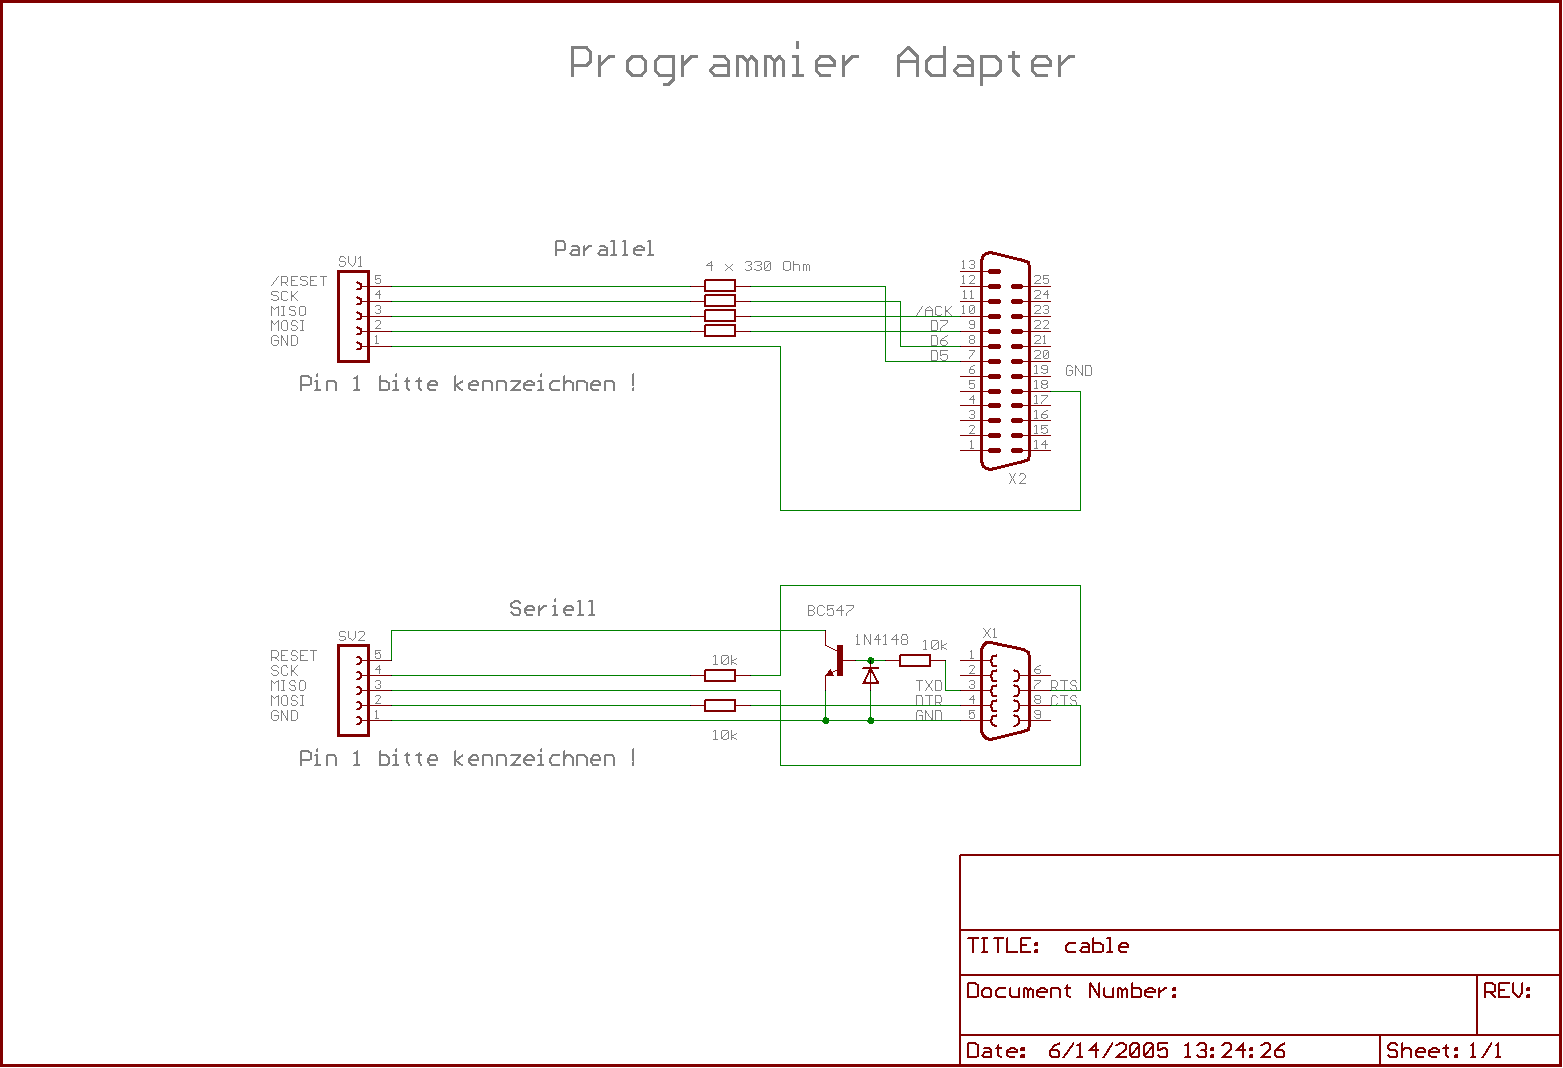 Programmier Adapter
Parallel
SV1
4 x 330 Ohm
/RESET 5
SCK 4
MISO 3
MOSI 2
GND 1
13
12 25
11 24
/ACK 10 23
D7 9 22
D6 8 21
D5 7 20
6 19 GND
5 18
4 17
3 16
2 15
1 14
X2
Pin 1 bitte kennzeichnen !
Seriell
BC547
SV2
1N4148 10k X1
RESET 5
SCK 4
MISO 3
MOSI 2
GND 1
10k
10k
1
2 6
TXD 3 7 RTS
DTR 4 8 CTS
GND 5 9
Pin 1 bitte kennzeichnen !
TITLE: cable
Document Number:
REV:
Date: 6/14/2005 13:24:26
Sheet: 1/1